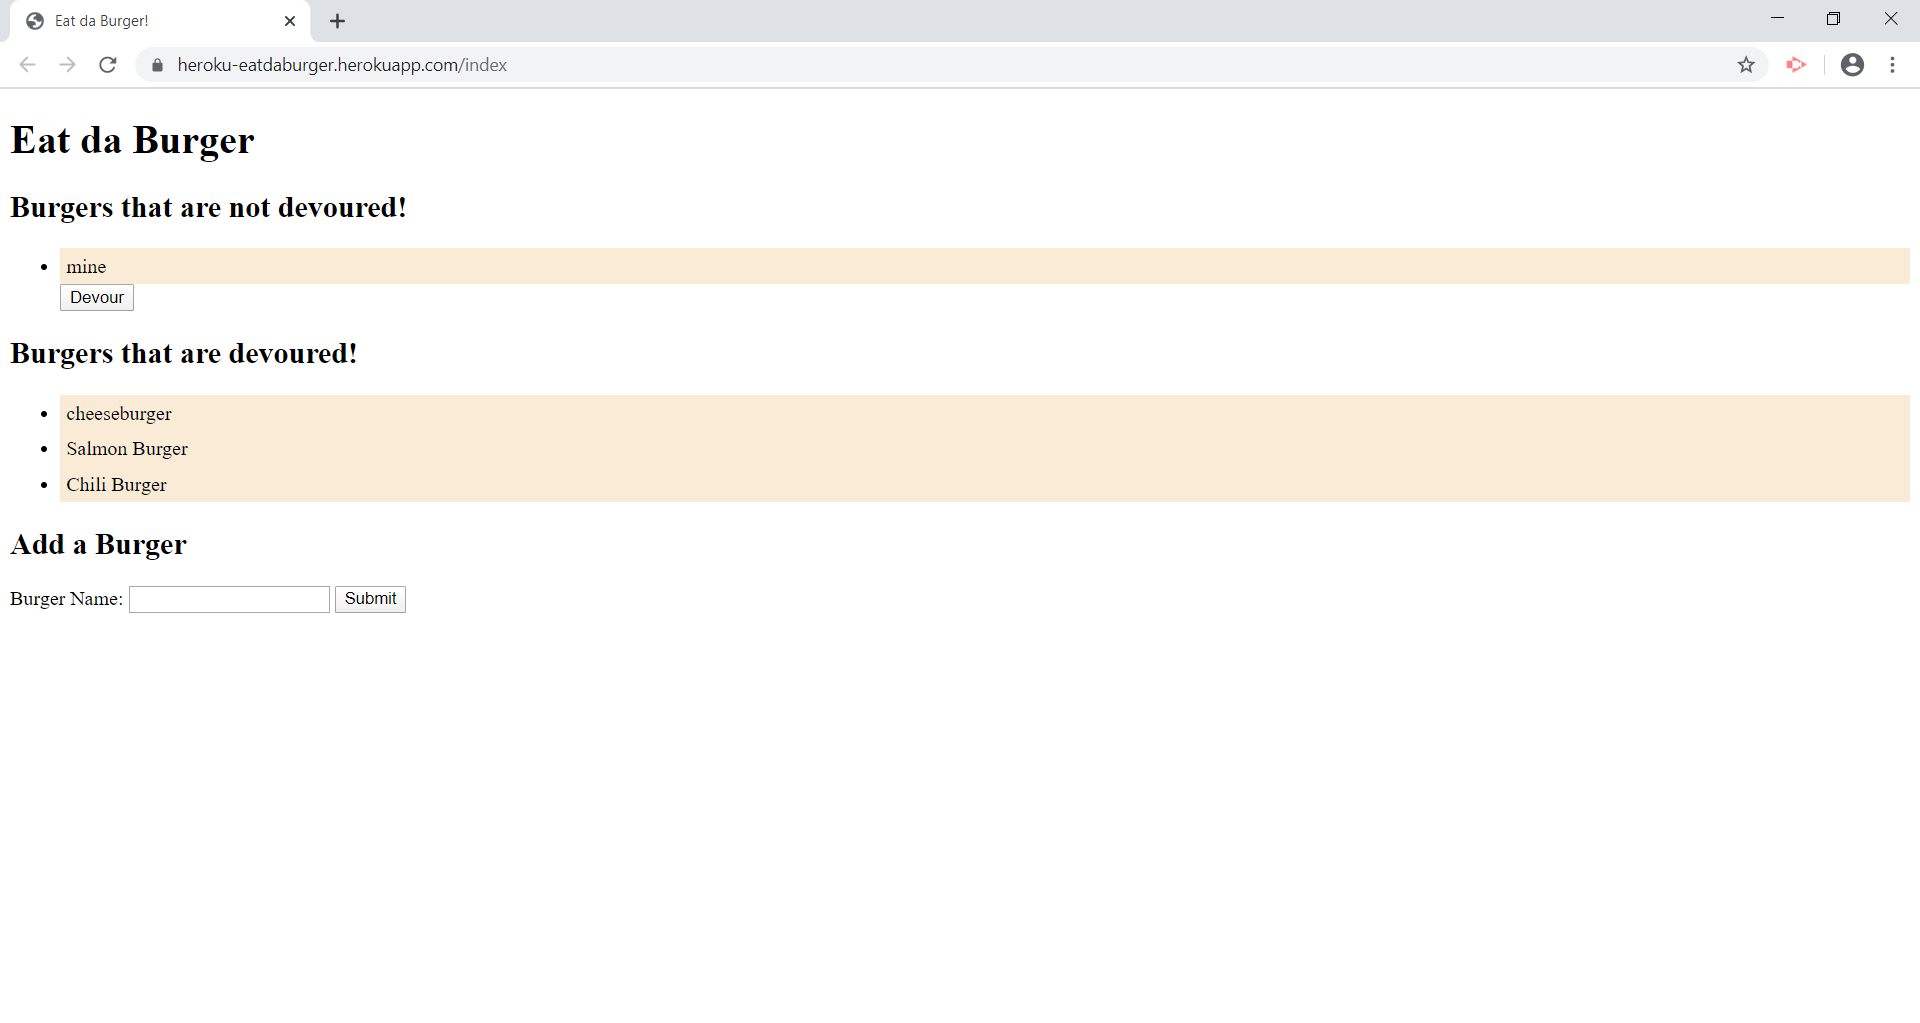 Eat da Burger!
heroku-eatdaburger.herokuapp.com/index
Eat da Burger
Burgers that are not devoured!
mine
Devour
Burgers that are devoured!
cheeseburger
Salmon Burger
Chili Burger
Add a Burger
Burger Name: Submit